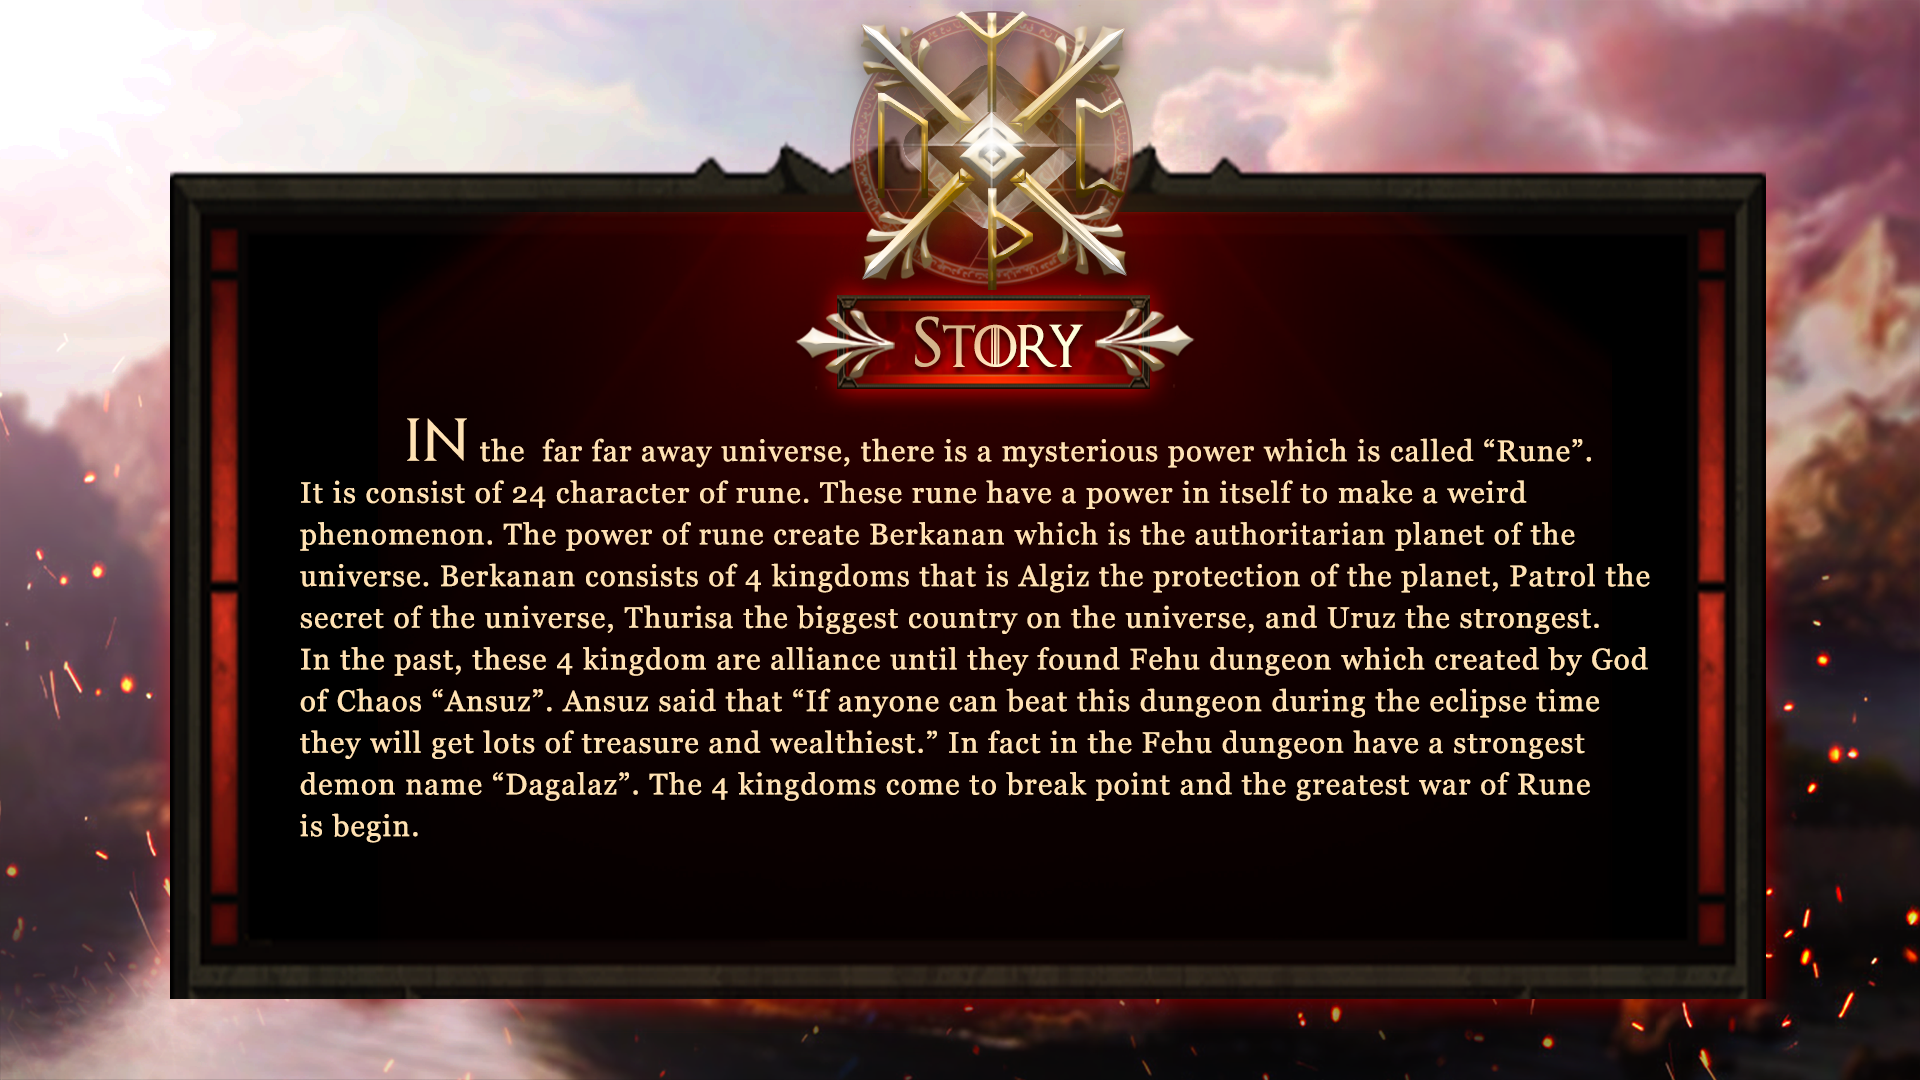 STORY
IN the far far away universe, there is a mysterious power which is called “Rune”.
It is consist of 24 character of rune. These rune have a power in itself to make a weird
phenomenon. The power of rune create Berkanan which is the authoritarian planet of the
universe. Berkanan consists of 4 kingdoms that is Algiz the protection of the planet, Patrol the
secret of the universe, Thurisa the biggest country on the universe, and Uruz the strongest.
In the past, these 4 kingdom are alliance until they found Fehu dungeon which created by God
of Chaos “Ansuz”. Ansuz said that “If anyone can beat this dungeon during the eclipse time
they will get lots of treasure and wealthiest.” In fact in the Fehu dungeon have a strongest
demon name “Dagalaz”. The 4 kingdoms come to break point and the greatest war of Rune
is begin.